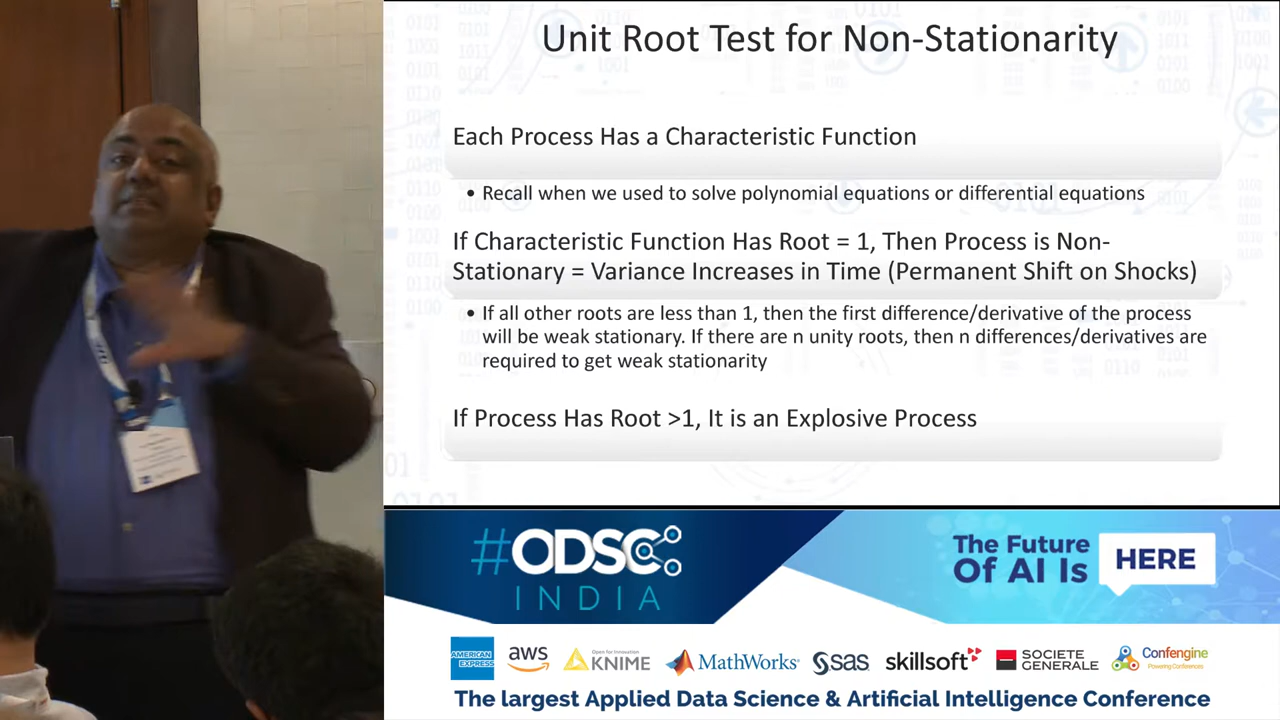 Unit Root Test for Non-Stationarity
Each Process Has a Characteristic Function
• Recall when we used to solve polynomial equations or differential equations
If Characteristic Function Has Root = 1, Then Process is Non-
Stationary = Variance Increases in Time (Permanent Shift on Shocks)
• If all other roots are less than 1, then the first difference/derivative of the process
will be weak stationary. If there are n unity roots, then n differences/derivatives are
required to get weak stationarity
If Process Has Root >1, It is an Explosive Process
#ODSC
INDIA
The Future
Of AI Is
HERE
AMERICAN
EXPRESS
aws
Open for Innovation
KNIME
MathWorks
sas
skillsoft
SOCIETE
GENERALE
Confengine
Powering Conferences
The largest Applied Data Science & Artificial Intelligence Conference